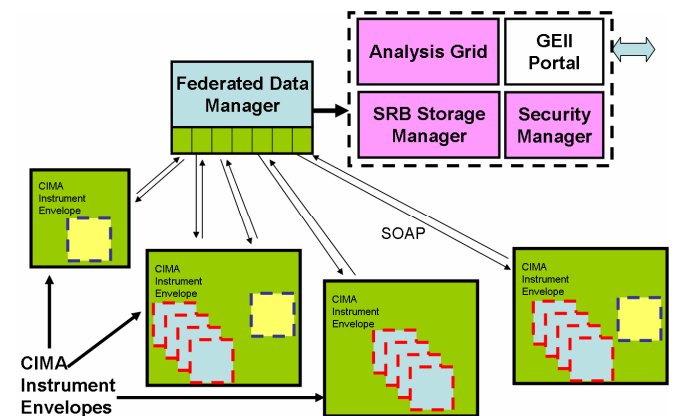 Analysis Grid
GEII
Portal
Federated Data
Manager
SRB Storage
Manager
Security
Manager
CIMA
Instrument
Envelope
SOAP
CIMA
Instrument
Envelope
CIMA
Instrument
Envelope
CIMA
Instrument
Envelope
CIMA
Instrument
Envelopes